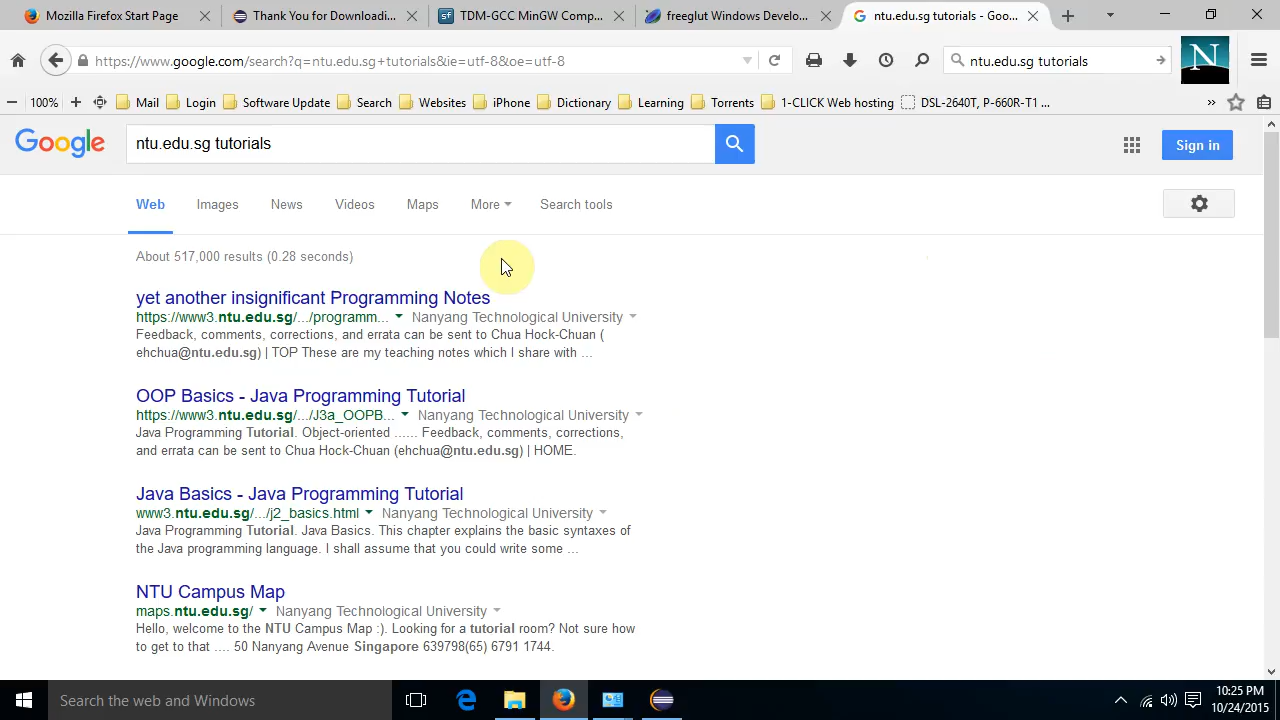 Mozilla Firefox Start Page
Thank You for Downloadi...
SF TDM-GCC MinGW Comp...
freeglut Windows Develo...
ntu.edu.sg tutorials - Goo...
https://www.google.com/search?q=ntu.edu.sg+tutorials&ie=utf-8&oe=utf-8
ntu.edu.sg tutorials
N
100%
Mail
Login
Software Update
Search
Websites
iPhone
Dictionary
Learning
Torrents
1-CLICK Web hosting
DSL-2640T, P-660R-T1 ...
Google
ntu.edu.sg tutorials
Sign in
Web
Images
News
Videos
Maps
More
Search tools
About 517,000 results (0.28 seconds)
yet another insignificant Programming Notes
https://www3.ntu.edu.sg/.../programm... Nanyang Technological University
Feedback, comments, corrections, and errata can be sent to Chua Hock-Chuan (
ehchua@ntu.edu.sg) | TOP These are my teaching notes which I share with ...
OOP Basics - Java Programming Tutorial
https://www3.ntu.edu.sg/.../J3a_OOPB... Nanyang Technological University
Java Programming Tutorial. Object-oriented ...... Feedback, comments, corrections,
and errata can be sent to Chua Hock-Chuan (ehchua@ntu.edu.sg) | HOME.
Java Basics - Java Programming Tutorial
www3.ntu.edu.sg/.../j2_basics.html Nanyang Technological University
Java Programming Tutorial. Java Basics. This chapter explains the basic syntaxes of
the Java programming language. I shall assume that you could write some ...
NTU Campus Map
maps.ntu.edu.sg/ Nanyang Technological University
Hello, welcome to the NTU Campus Map :). Looking for a tutorial room? Not sure how
to get to that .... 50 Nanyang Avenue Singapore 639798(65) 6791 1744.
Search the web and Windows
10:25 PM
10/24/2015